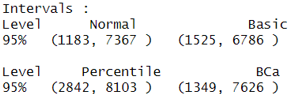 Intervals :
Level      Normal              Basic
95%   (1183, 7367 )   (1525, 6786 )
Level     Percentile            BCa
95%   (2842, 8103 )   (1349, 7626 )